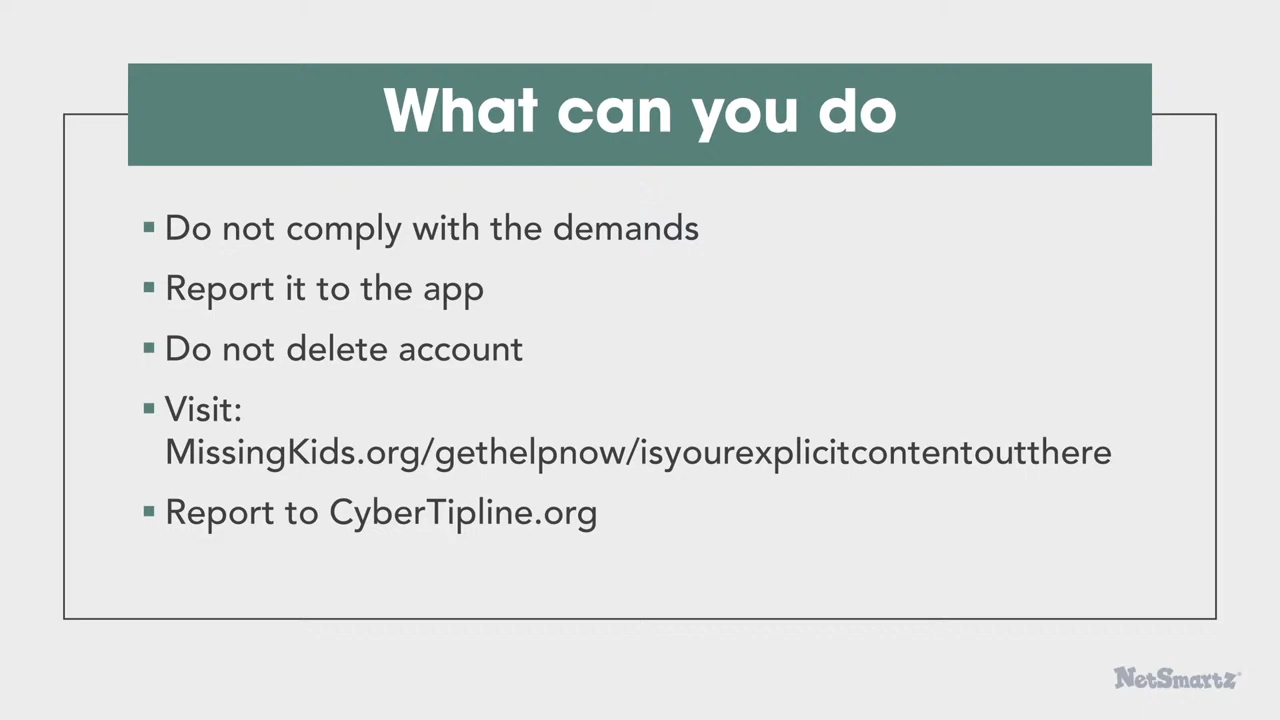 What can you do
▪ Do not comply with the demands
▪ Report it to the app
▪ Do not delete account
▪ Visit:
MissingKids.org/gethelpnow/isyourexplicitcontentoutthere
▪ Report to CyberTipline.org
NetSmartz®